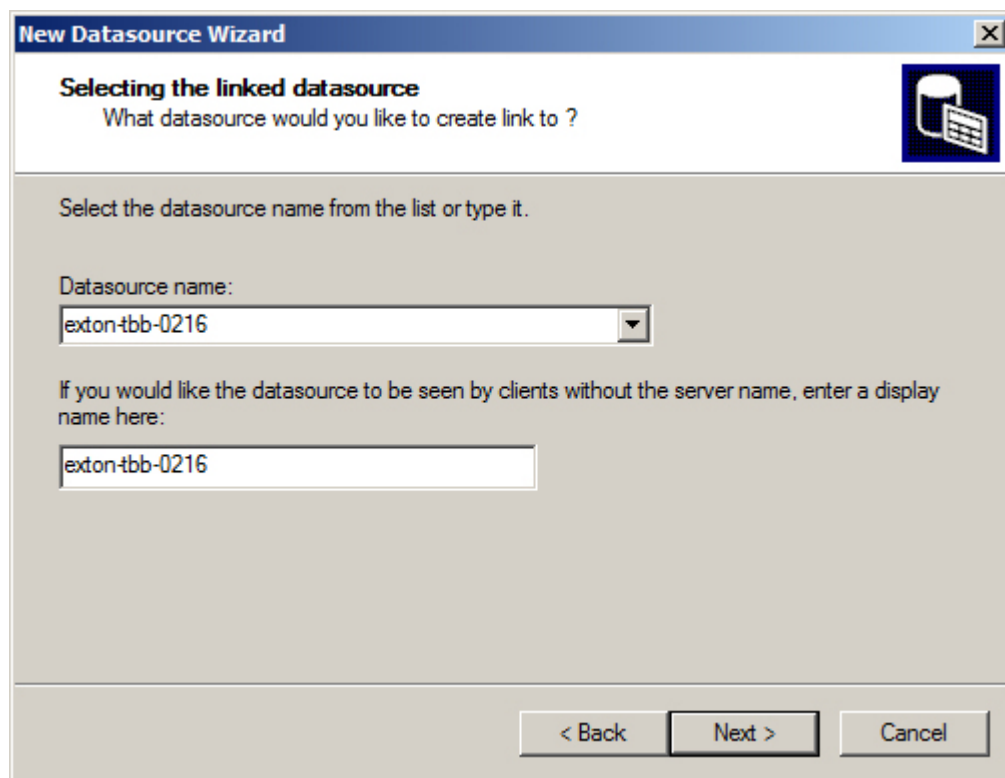 New Datasource Wizard
Selecting the linked datasource
What datasource would you like to create link to ?
Select the datasource name from the list or type it.
Datasource name:
exton-tbb-0216
If you would like the datasource to be seen by clients without the server name, enter a display
name here:
exton-tbb-0216
< Back Next > Cancel